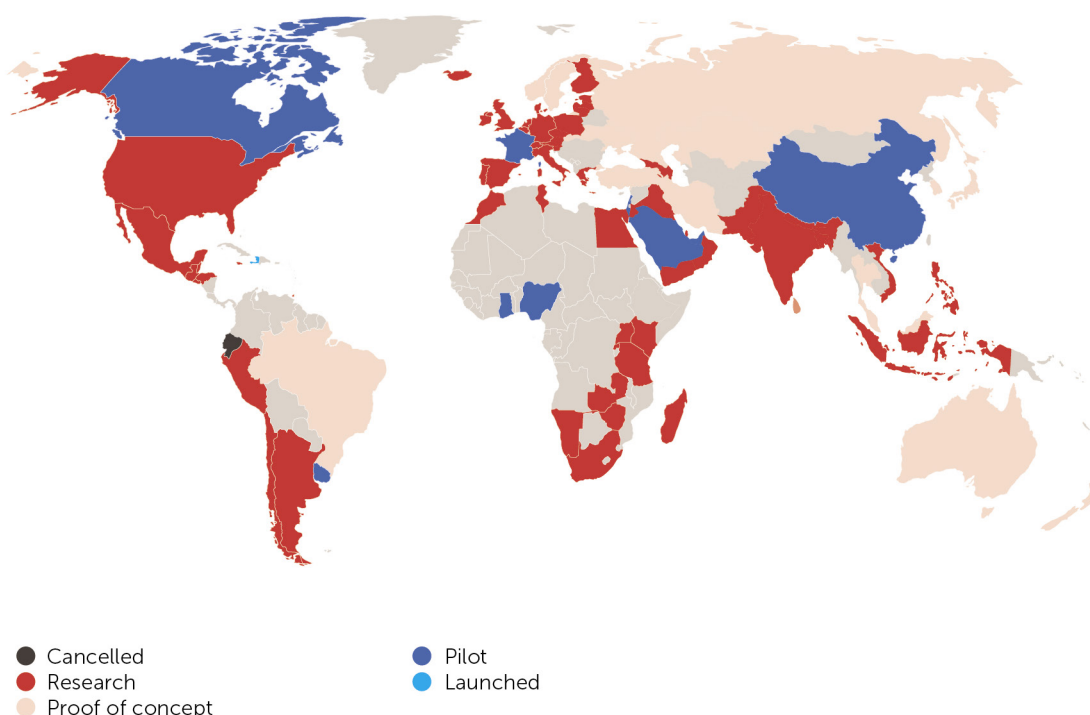 Cancelled
Research
Proof of concept
Pilot
Launched